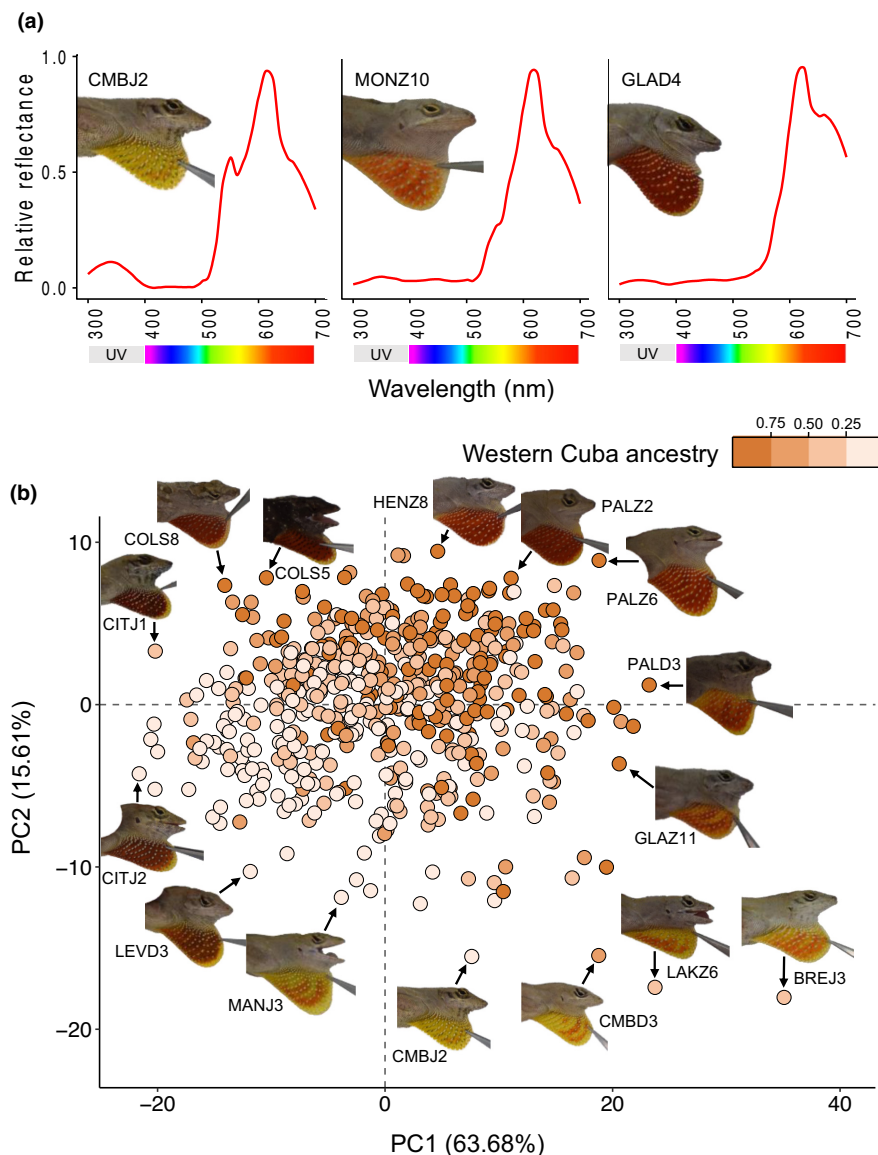 (a)
CMBJ2
MONZ10
GLAD4
Relative reflectance
1.0
0.5
0.0
300 400 500 600 700
300 400 500 600 700
300 400 500 600 700
UV
UV
UV
Wavelength (nm)
Western Cuba ancestry
0.75 0.50 0.25
(b)
HENZ8
PALZ2
COLS8
COLS5
PALZ6
CITJ1
PALD3
GLAZ11
CITJ2
LEVD3
MANJ3
LAKZ6
BREJ3
CMBJ2
CMBD3
PC2 (15.61%)
10
0
−10
−20
−20 0 20 40
PC1 (63.68%)